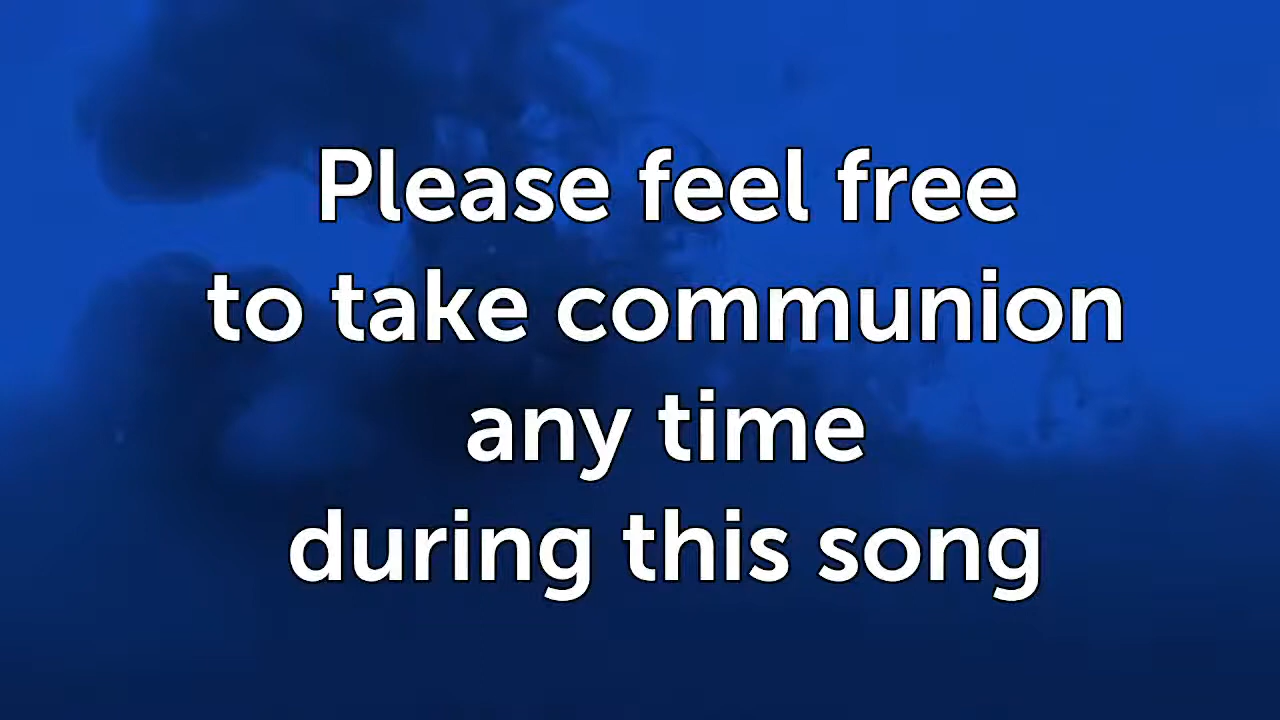 Please feel free
to take communion
any time
during this song